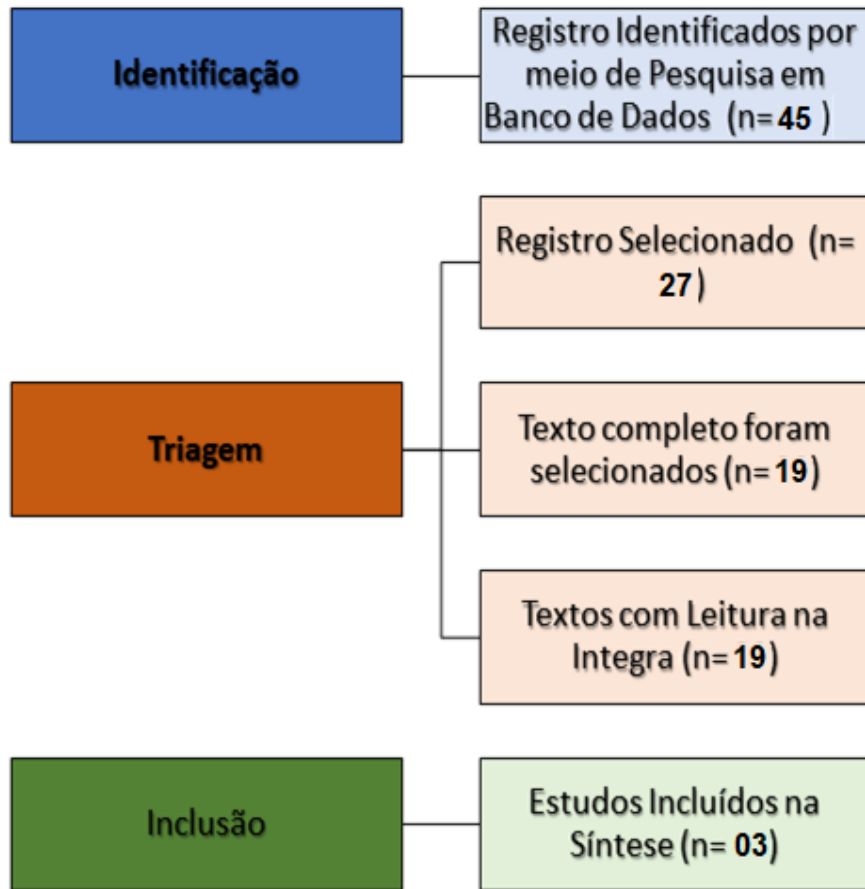 Identificação
Registro Identificados por
meio de Pesquisa em
Banco de Dados (n= 45 )
Triagem
Registro Selecionado (n=
27)
Texto completo foram
selecionados (n= 19)
Textos com Leitura na
Integra (n= 19)
Inclusão
Estudos Incluídos na
Síntese (n= 03)